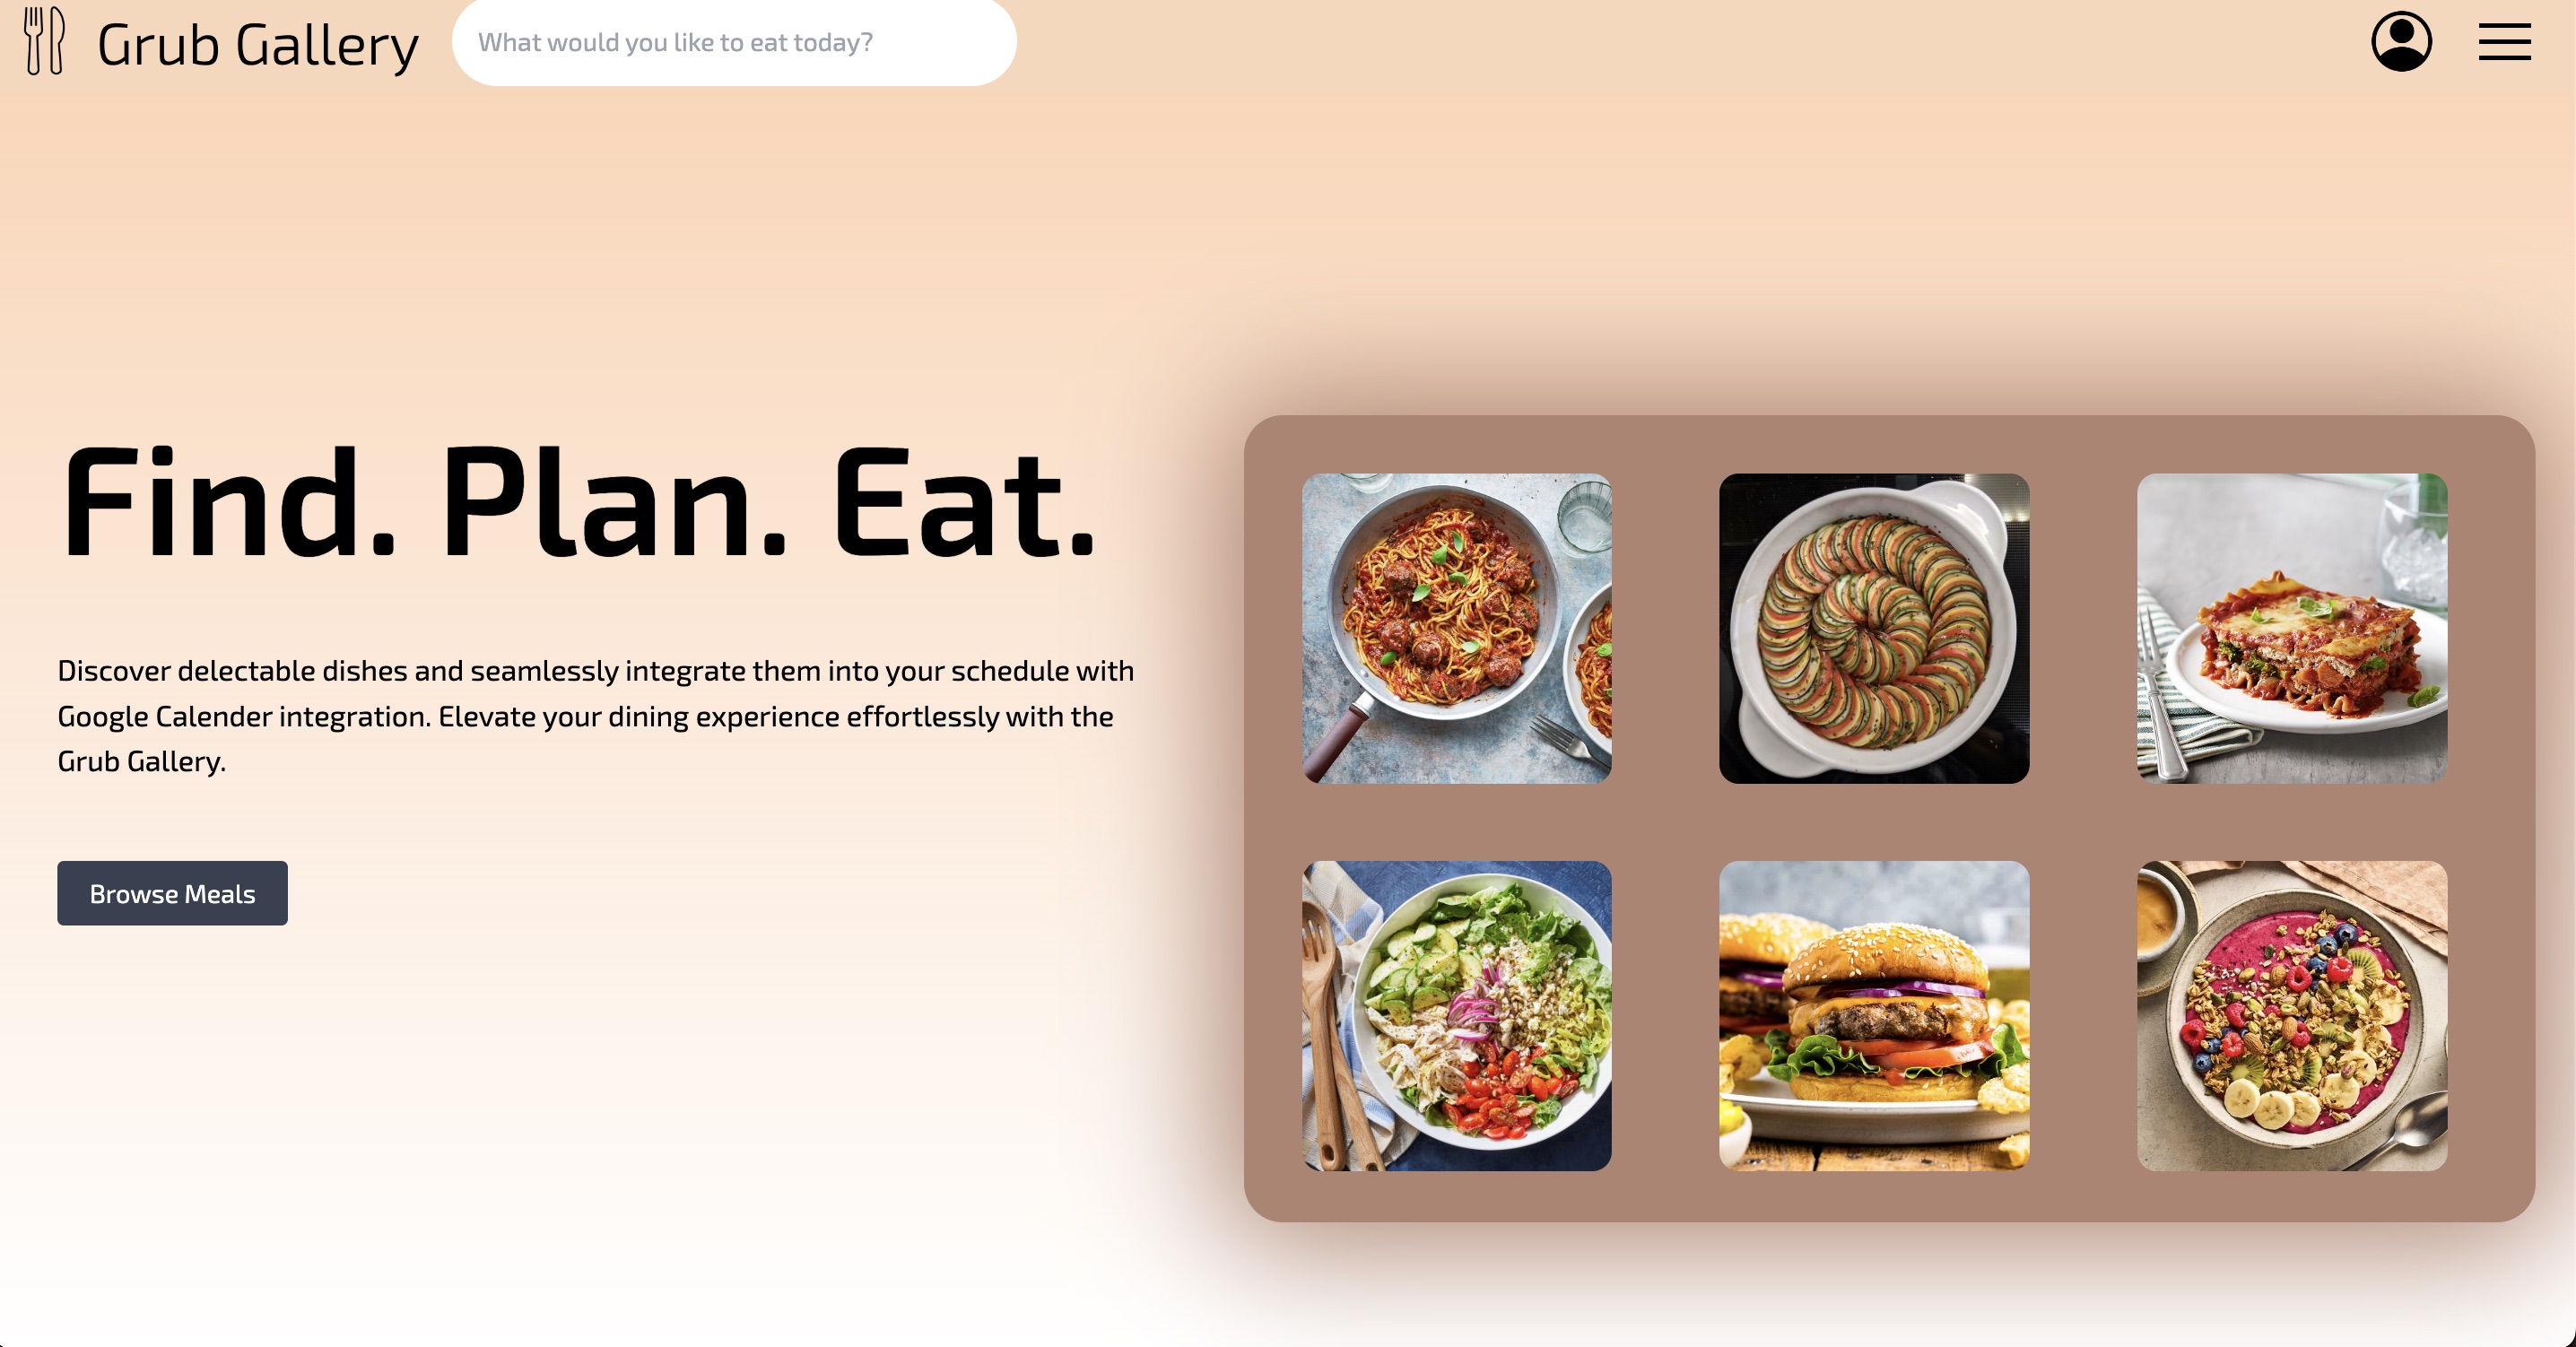 Grub Gallery
What would you like to eat today?
Find. Plan. Eat.
Discover delectable dishes and seamlessly integrate them into your schedule with
Google Calender integration. Elevate your dining experience effortlessly with the
Grub Gallery.
Browse Meals